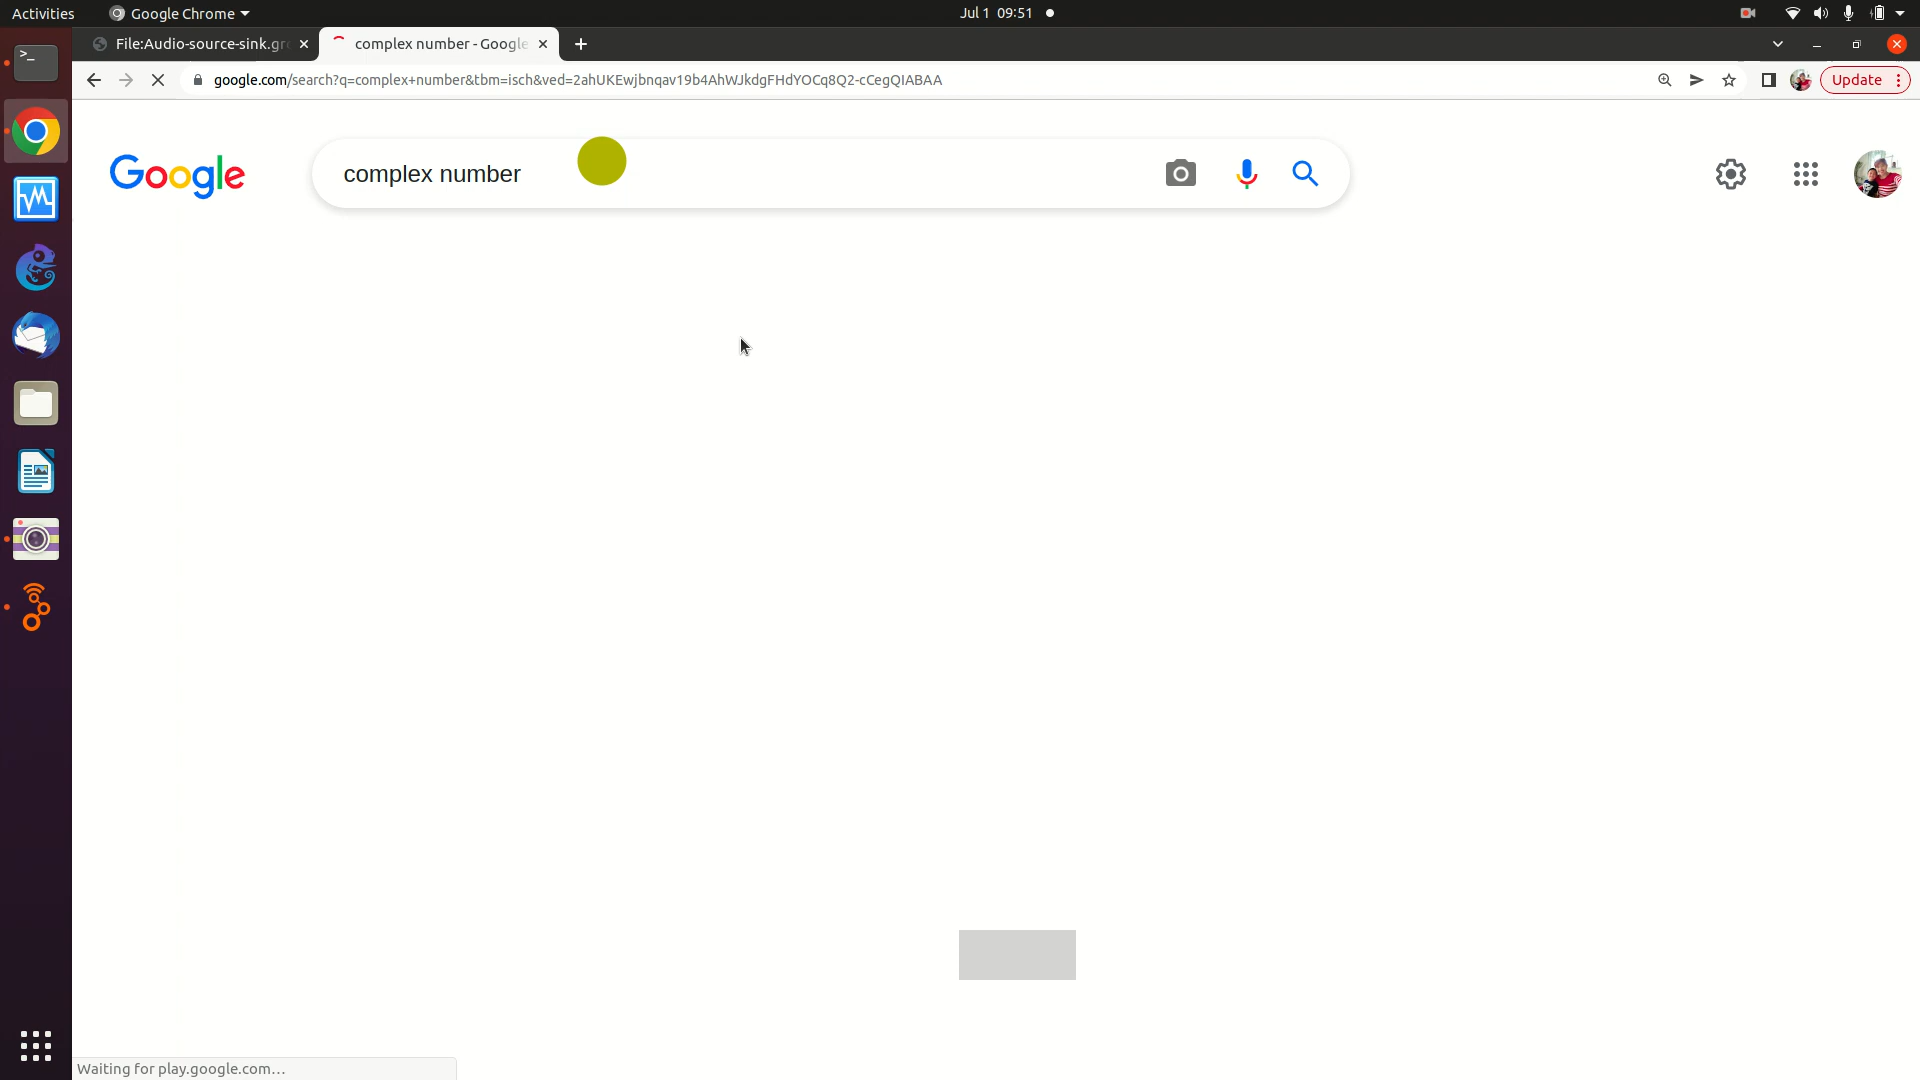 Activities
Google Chrome
Jul 1 09:51
File:Audio-source-sink.gr
complex number - Google
google.com/search?q=complex+number&tbm=isch&ved=2ahUKEwjbnqav19b4AhWJkdgFHdYOCq8Q2-cCegQIABAA
Update
Google
complex number
Waiting for play.google.com...